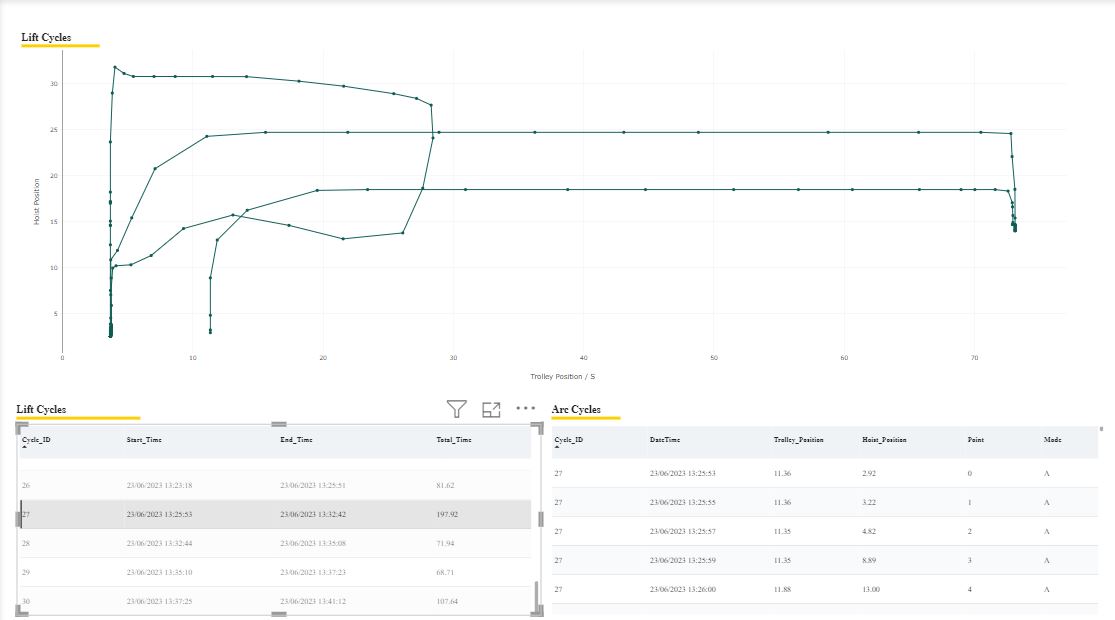 Lift Cycles
30
25
20
15
10
5
Hoist Position
0 10 20 30 40 50 60 70
Trolley Position / S
Lift Cycles
Cycle_ID Start_Time End_Time Total_Time
26 23/06/2023 13:23:18 23/06/2023 13:25:51 81.62
27 23/06/2023 13:25:53 23/06/2023 13:32:42 197.92
28 23/06/2023 13:32:44 23/06/2023 13:35:08 71.94
29 23/06/2023 13:35:10 23/06/2023 13:37:23 68.71
30 23/06/2023 13:37:25 23/06/2023 13:41:12 107.64
Arc Cycles
Cycle_ID DateTime Trolley_Position Hoist_Position Point Mode
27 23/06/2023 13:25:53 11.36 2.92 0 A
27 23/06/2023 13:25:55 11.36 3.22 1 A
27 23/06/2023 13:25:57 11.35 4.82 2 A
27 23/06/2023 13:25:59 11.35 8.89 3 A
27 23/06/2023 13:26:00 11.88 13.00 4 A